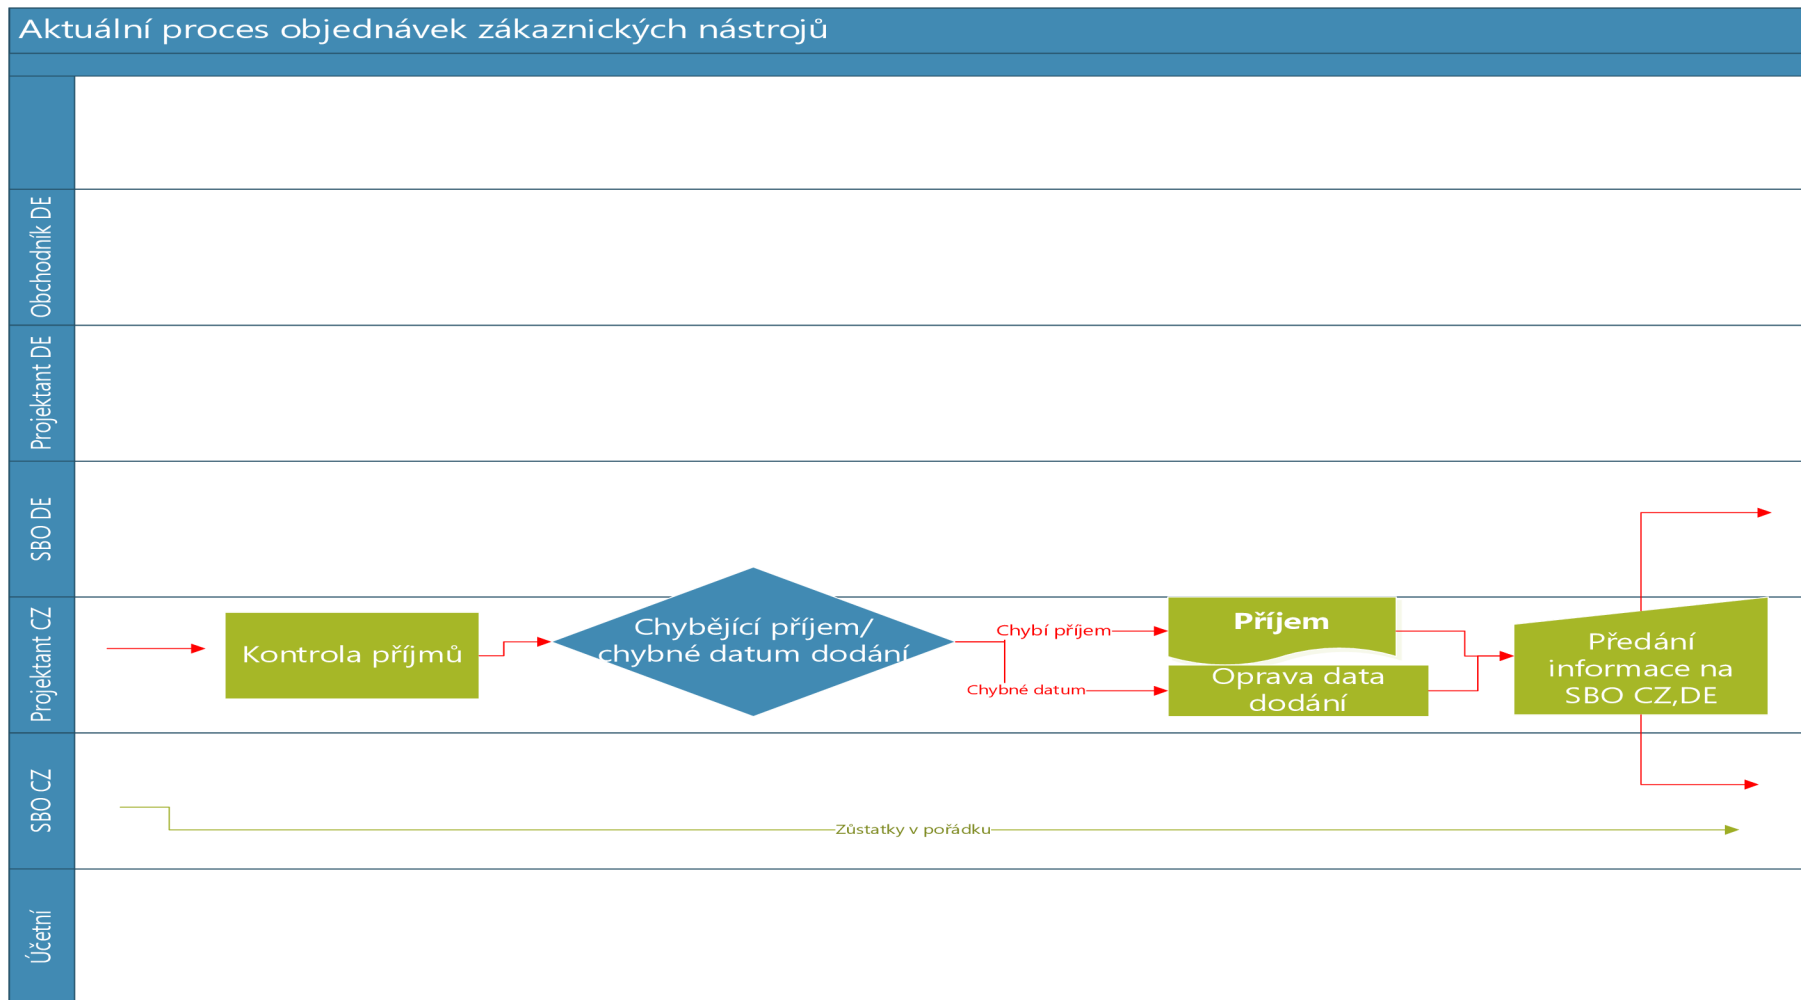 Aktuální proces objednávek zákaznických nástrojů
Obchodník DE
Projektant DE
SBO DE
Projektant CZ
SBO CZ
Účetní
Kontrola příjmů
Chybějící příjem/
chybné datum dodání
Chybí příjem
Chybné datum
Příjem
Oprava data
dodání
Předání
informace na
SBO CZ,DE
Zůstatky v pořádku